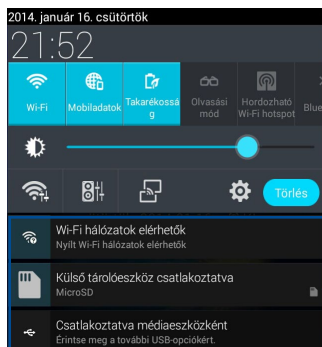 2014. január 16. csütörtök
21:52
Wi-Fi
Mobiladatok
Takarékossá
g
Olvasási
mód
Hordozható
Wi-Fi hotspot
Blue
Törlés
Wi-Fi hálózatok elérhetők
Nyílt Wi-Fi hálózatok elérhetők
Külső tárolóeszköz csatlakoztatva
MicroSD
Csatlakoztatva médiaeszközként
Érintse meg a további USB-opciókért.